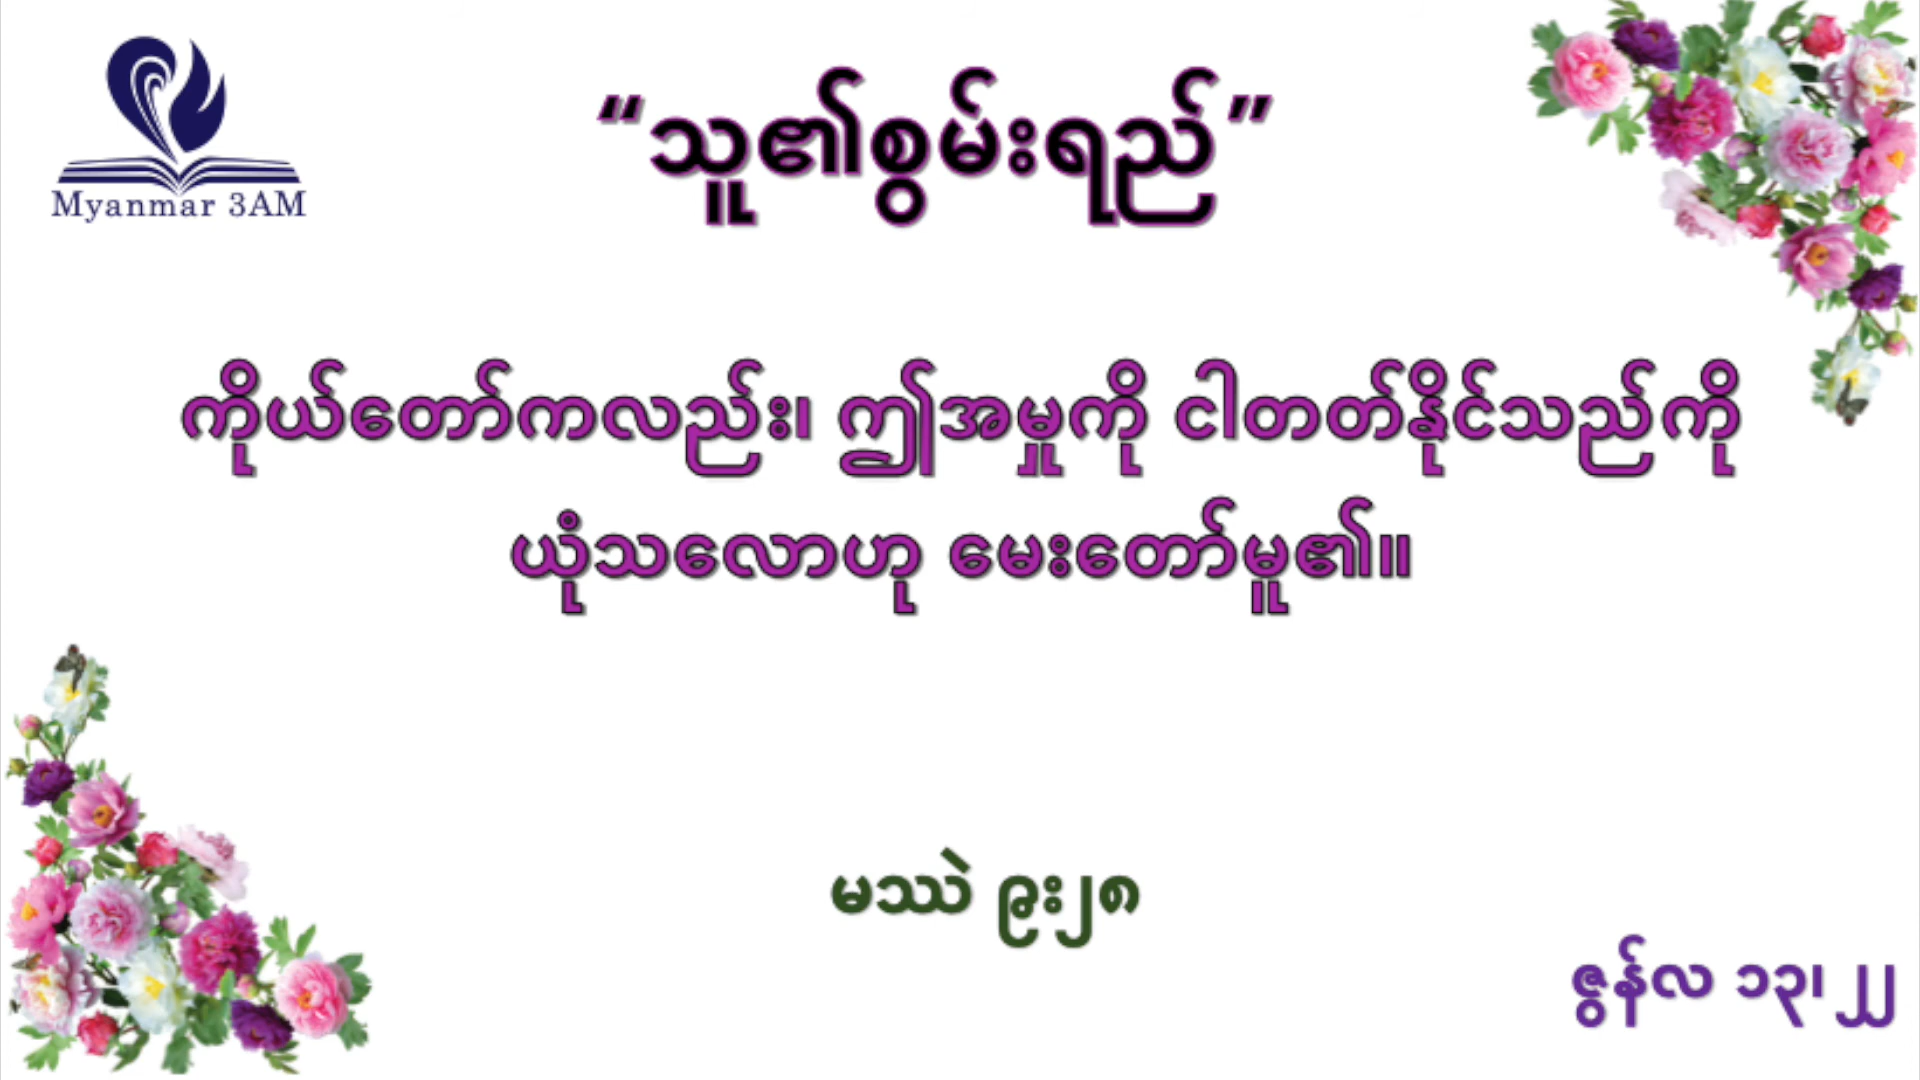 Myanmar 3AM
“သူ၏စွမ်းရည်”
ကိုယ်တော်ကလည်း၊ ဤအမှုကို ငါတတ်နိုင်သည်ကို
ယုံသလောဟု မေးတော်မူ၏။
မဿဲ ၉း၂၈
ဇွန်လ ၁၃၊ ၂၂